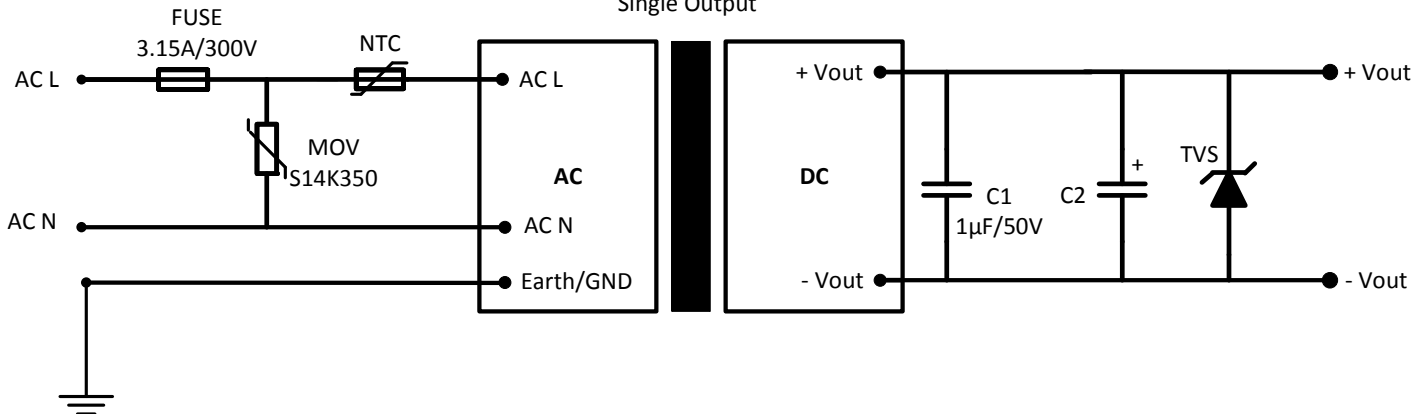 Single Output
FUSE
3.15A/300V
NTC
AC L
AC L
+ Vout
+ Vout
MOV
S14K350
AC
DC
TVS
+
C1
1µF/50V
C2
AC N
AC N
Earth/GND
- Vout
- Vout